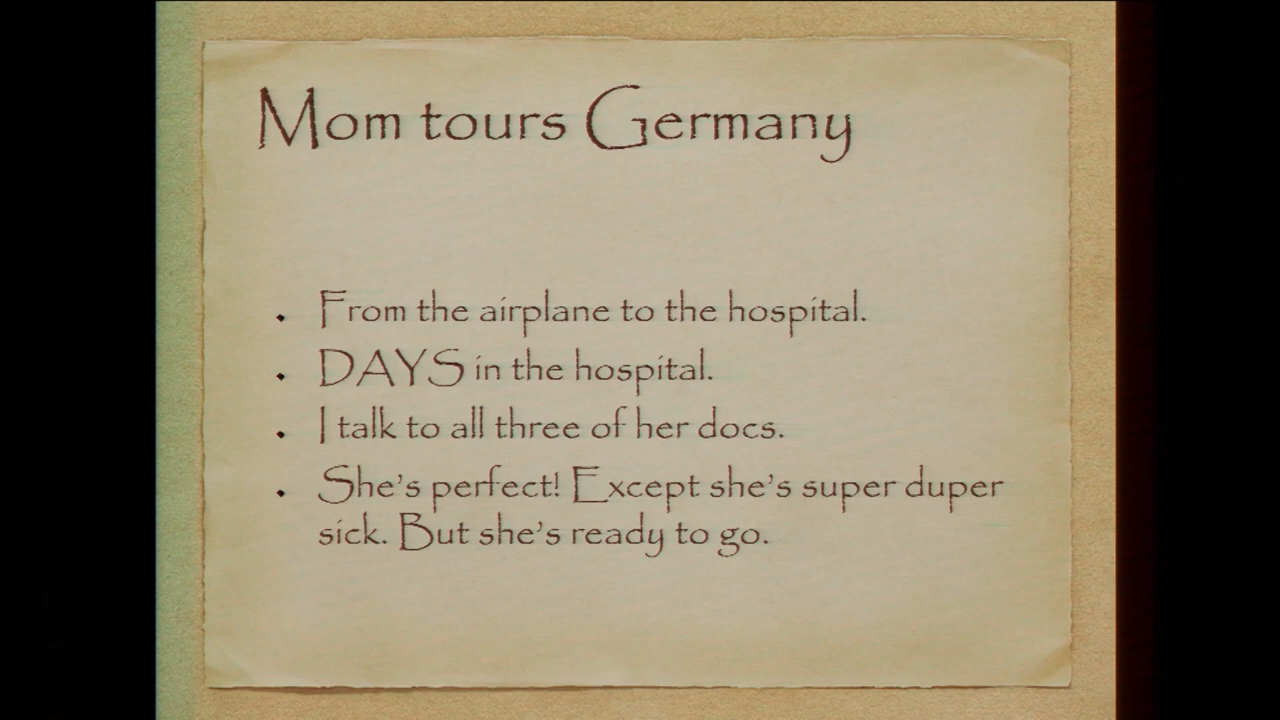 Mom tours Germany
From the airplane to the hospital.
DAYS in the hospital.
I talk to all three of her docs.
She's perfect! Except she's super duper
sick. But she's ready to go.